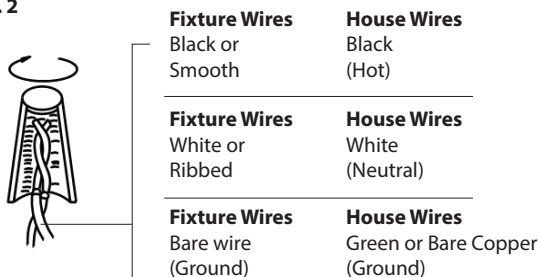 . 2
Fixture Wires House Wires
Black or Black
Smooth (Hot)
Fixture Wires House Wires
White or White
Ribbed (Neutral)
Fixture Wires House Wires
Bare wire Green or Bare Copper
(Ground) (Ground)